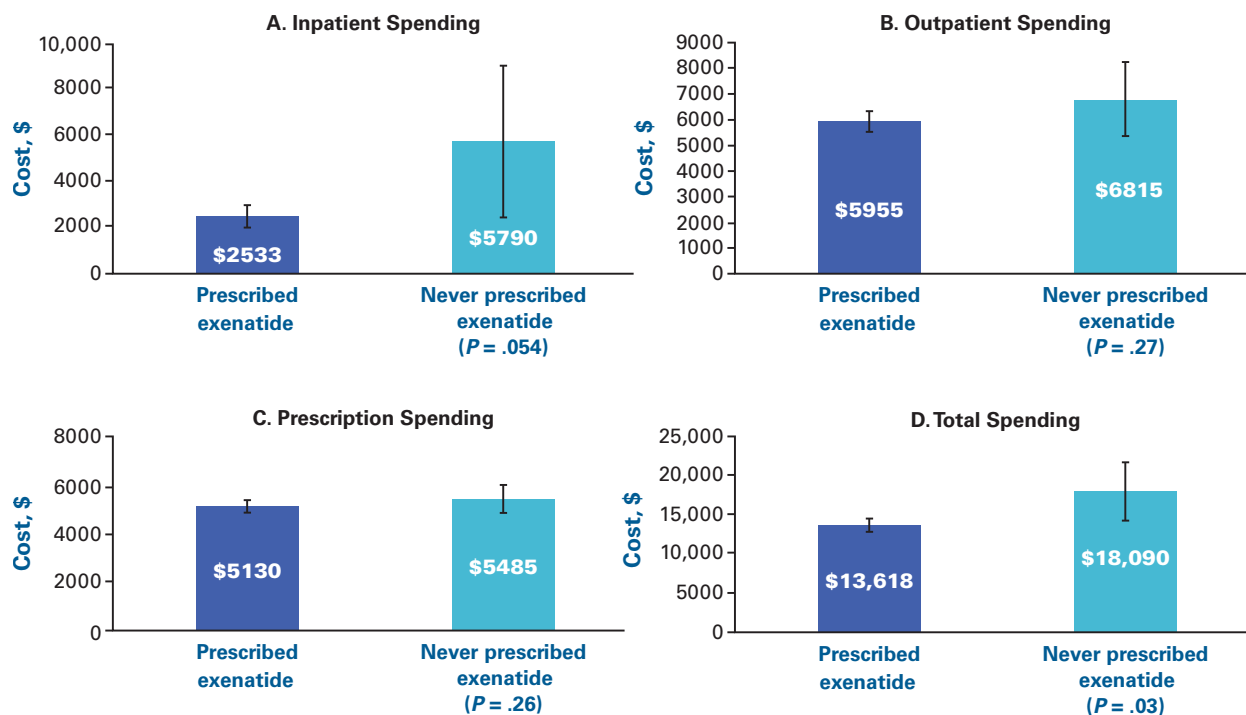 A. Inpatient Spending
10,000
8000
6000
4000
2000
0
Cost, $
$2533
$5790
Prescribed
exenatide
Never prescribed
exenatide
(P = .054)
B. Outpatient Spending
9000
8000
7000
6000
5000
4000
3000
2000
1000
0
Cost, $
$5955
$6815
Prescribed
exenatide
Never prescribed
exenatide
(P = .27)
C. Prescription Spending
8000
6000
4000
2000
0
Cost, $
$5130
$5485
Prescribed
exenatide
Never prescribed
exenatide
(P = .26)
D. Total Spending
25,000
20,000
15,000
10,000
5000
0
Cost, $
$13,618
$18,090
Prescribed
exenatide
Never prescribed
exenatide
(P = .03)